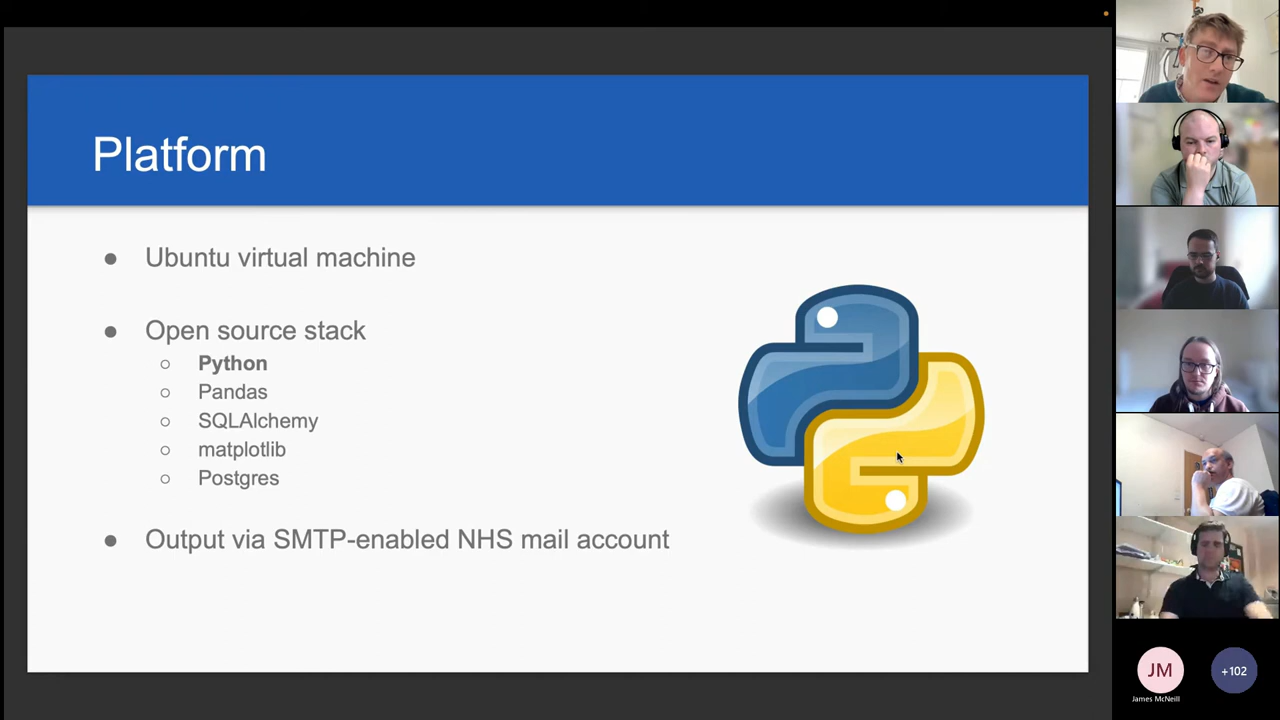 Platform
Ubuntu virtual machine
Open source stack
Python
Pandas
SQLAlchemy
matplotlib
Postgres
Output via SMTP-enabled NHS mail account
JM
James McNeill
+102